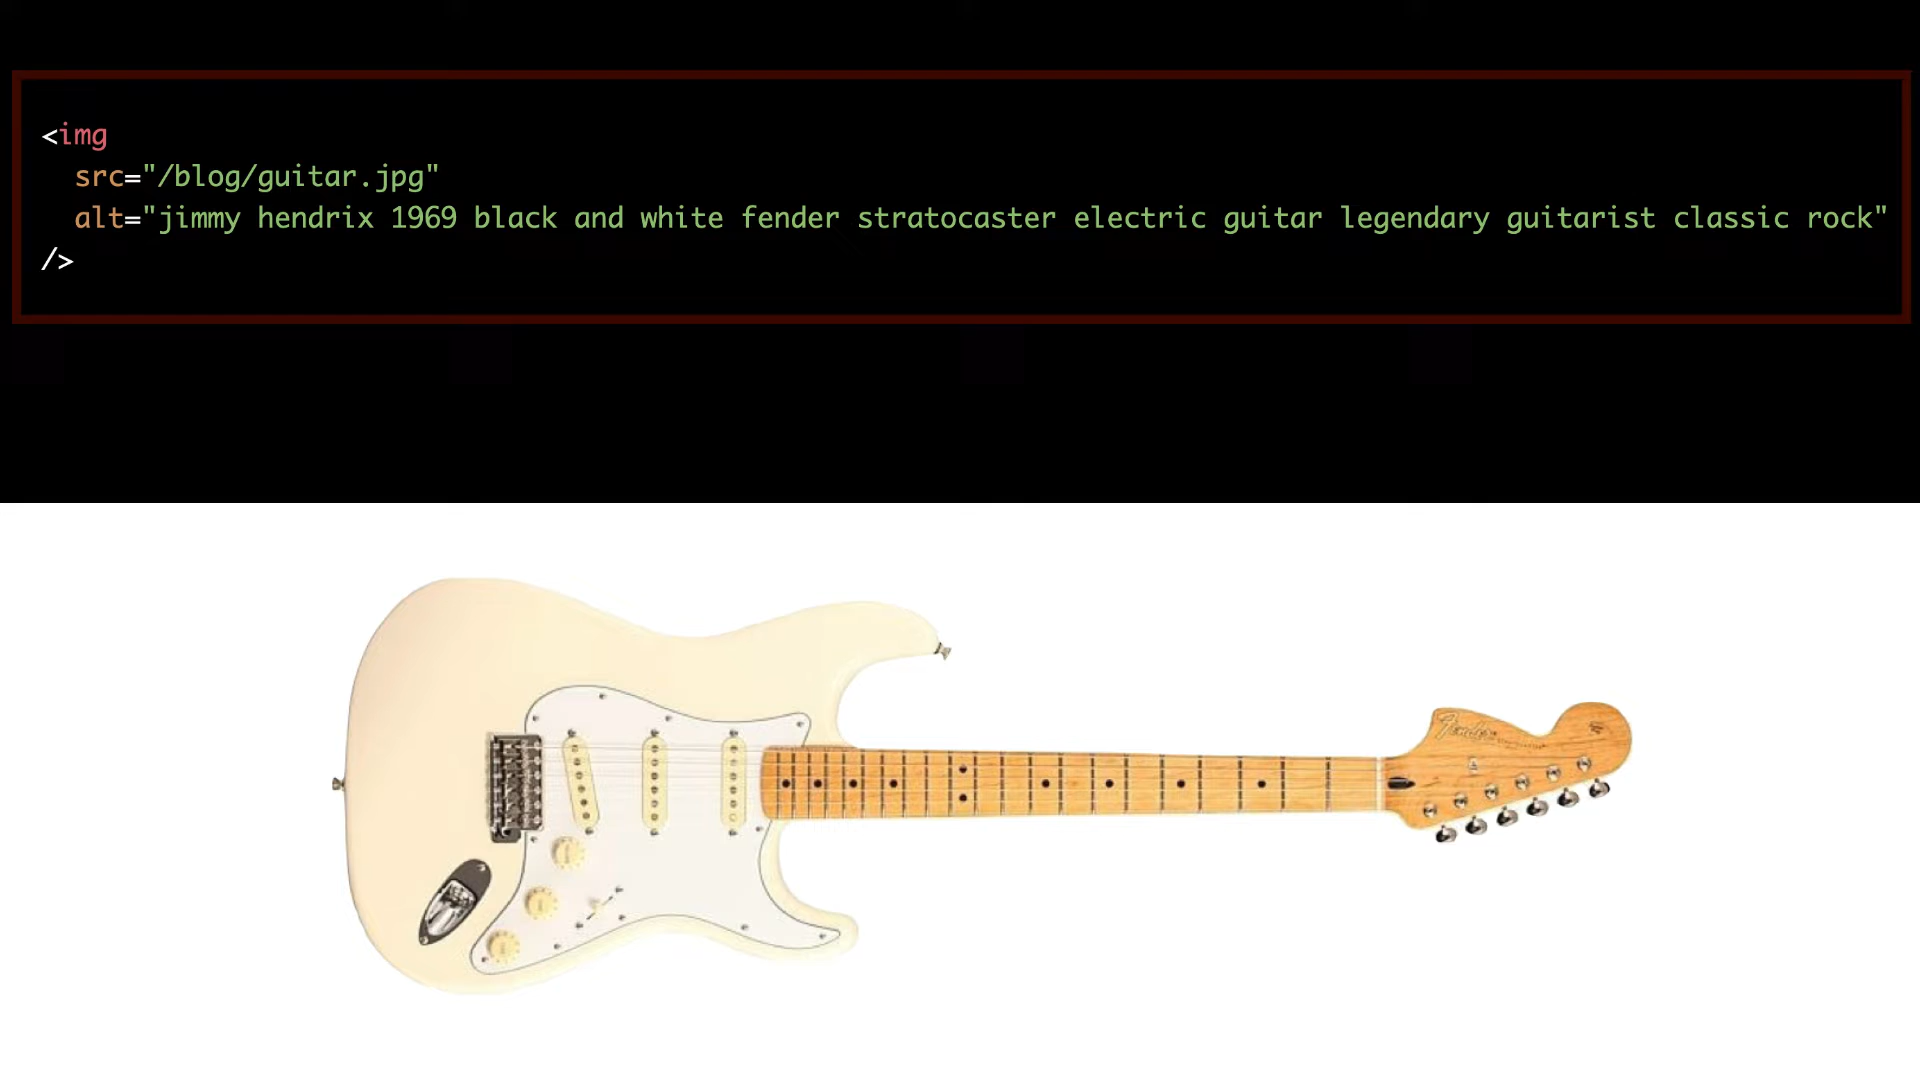 <img
src="/blog/guitar.jpg"
alt="jimmy hendrix 1969 black and white fender stratocaster electric guitar legendary guitarist classic rock"
/>
Fender